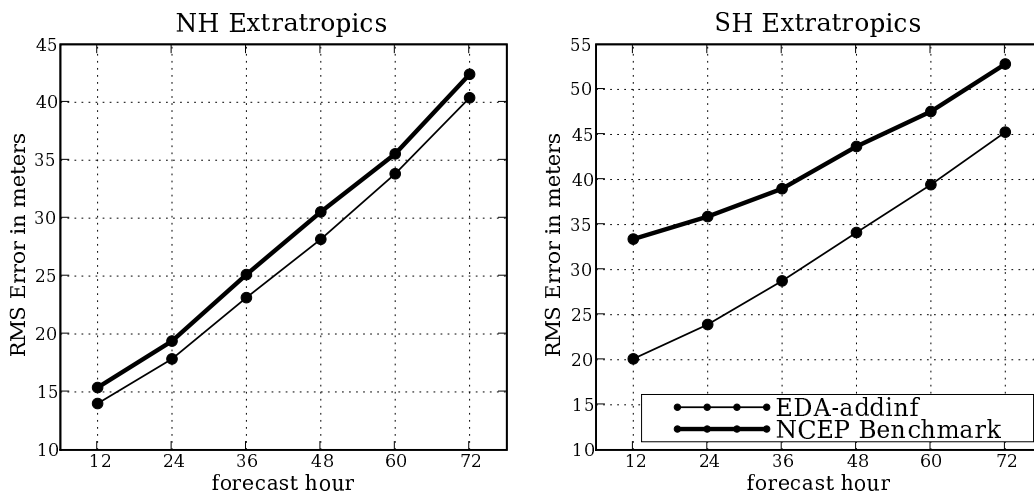 NH Extratropics
45
40
35
30
25
20
15
10
RMS Error in meters
12 24 36 48 60 72
forecast hour
SH Extratropics
55
50
45
40
35
30
25
20
15
10
RMS Error in meters
EDA-addinf
NCEP Benchmark
12 24 36 48 60 72
forecast hour